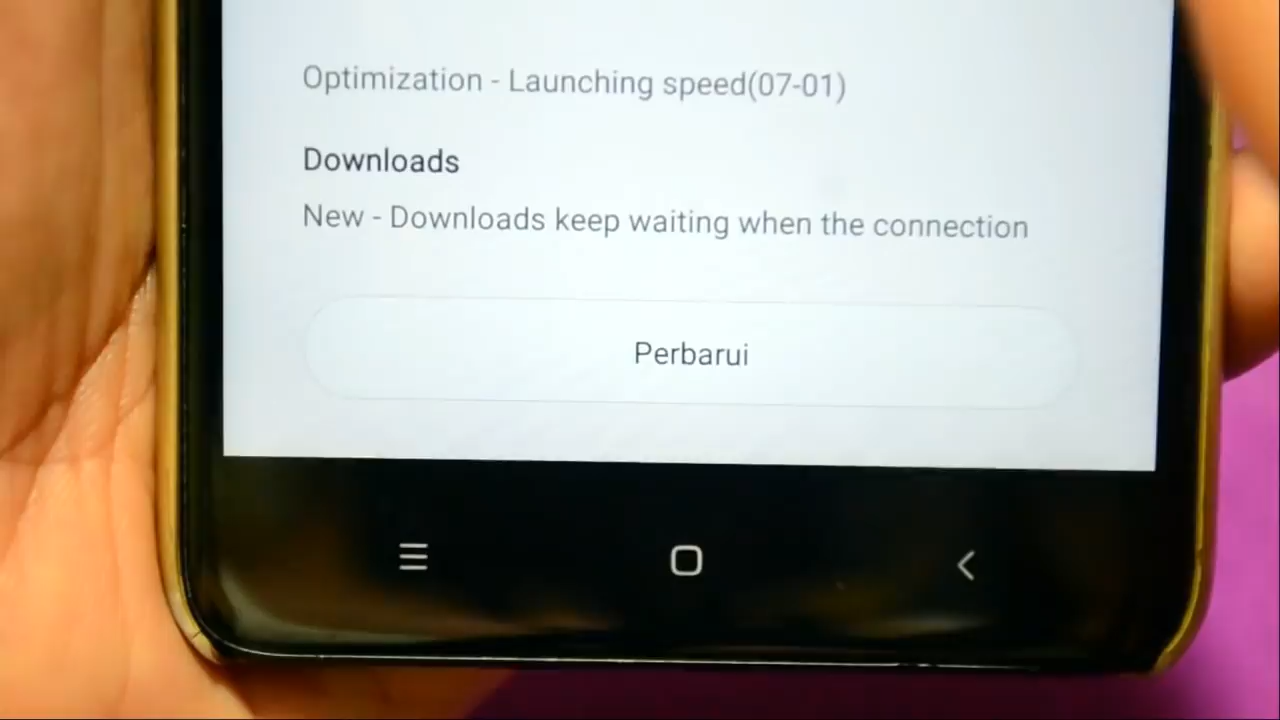 Optimization - Launching speed(07-01)
Downloads
New - Downloads keep waiting when the connection
Perbarui